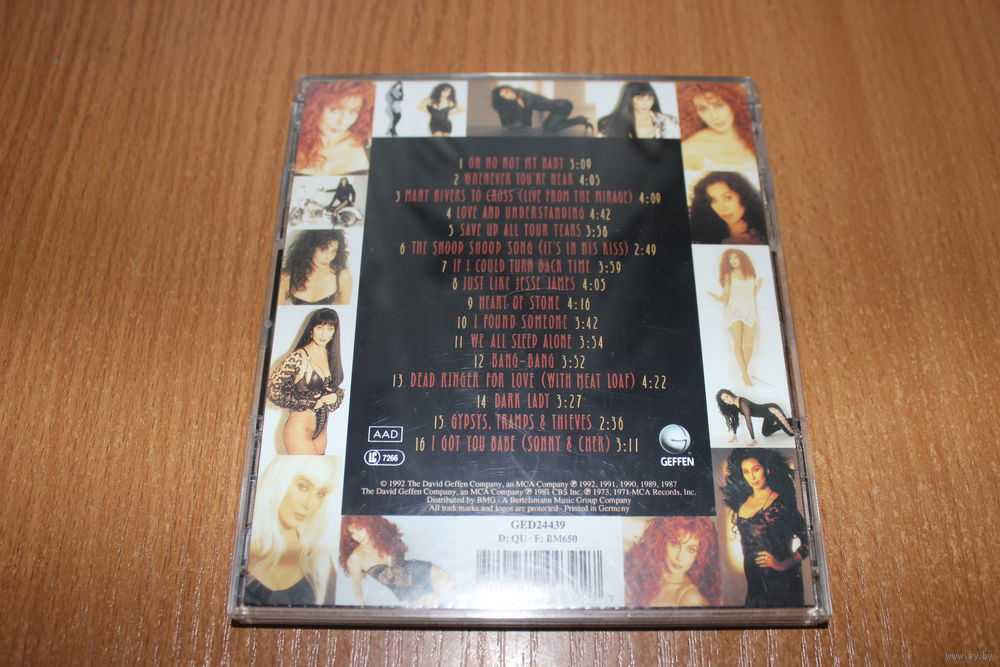 1 OH NO NOT MY BABY 3:09
2 WHENEVER YOU'RE NEAR 4:05
3 MANY RIVERS TO CROSS (LIVE FROM THE MIRAGE) 4:09
4 LOVE AND UNDERSTANDING 4:42
5 SAVE UP ALL YOUR TEARS 3:58
6 THE SHOOP SHOOP SONG (IT'S IN HIS KISS) 2:49
7 IF I COULD TURN BACK TIME 3:59
8 JUST LIKE JESSE JAMES 4:05
9 HEART OF STONE 4:16
10 I FOUND SOMEONE 3:42
11 WE ALL SLEEP ALONE 3:54
12 BANG-BANG 3:52
13 DEAD RINGER FOR LOVE (WITH MEAT LOAF) 4:22
14 DARK LADY 3:27
15 GYPSYS, TRAMPS & THIEVES 2:36
16 I GOT YOU BABE (SONNY & CHER) 3:11
AAD
LC 7266
GEFFEN
© 1992 The David Geffen Company, an MCA Company ℗ 1992, 1991, 1990, 1989, 1987
The David Geffen Company, an MCA Company ℗ 1981 CBS Inc. ℗ 1973, 1971 MCA Records, Inc.
Distributed by BMG · A Bertelsmann Music Group Company
All trademarks and logos are protected · Printed in Germany
GED24439
D: QU · F: BM650
7
www.ay.by